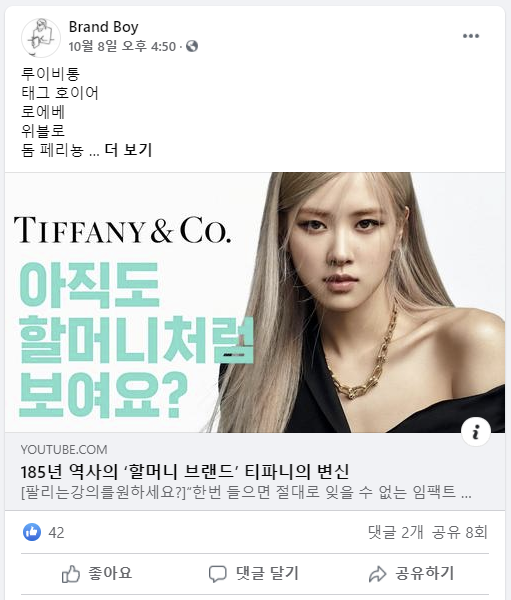 Brand Boy
10월 8일 오후 4:50 ·
루이비통
태그 호이어
로에베
위블로
돔 페리뇽 ... 더 보기
TIFFANY & CO.
아직도
할머니처럼
보여요?
i
YOUTUBE.COM
185년 역사의 ‘할머니 브랜드’ 티파니의 변신
[팔리는강의를원하세요?]“한번 들으면 절대로 잊을 수 없는 임팩트 ...
42
댓글 2개 공유 8회
좋아요 댓글 달기 공유하기